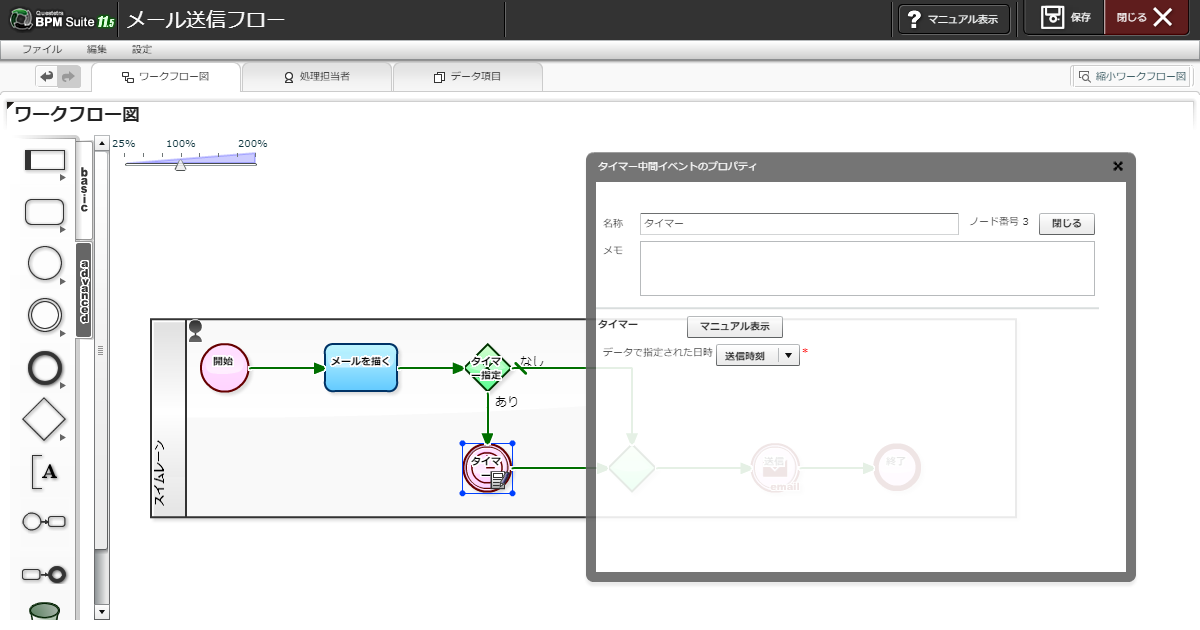 Questetra
BPM Suite 11.5
メール送信フロー
? マニュアル表示
保存
閉じる
ファイル
編集
設定
ワークフロー図
処理担当者
データ項目
縮小ワークフロー図
ワークフロー図
25%
100%
200%
basic
advanced
A
タイマー中間イベントのプロパティ
名称
タイマー
ノード番号 3
閉じる
メモ
タイマー
マニュアル表示
データで指定された日時
送信時刻
*
スイムレーン
開始
メールを描く
タイマ
ー指定
なし
あり
タイマ
ー
送信
email
終了